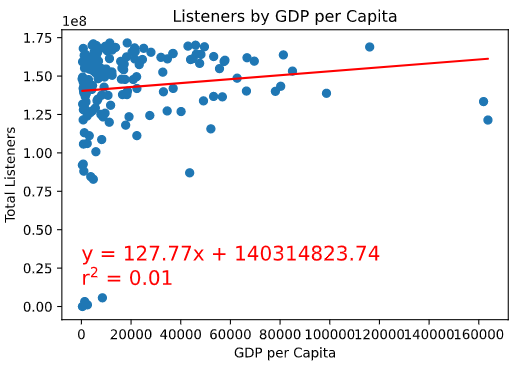 Listeners by GDP per Capita
1e8
1.75
1.50
1.25
1.00
0.75
0.50
0.25
0.00
Total Listeners
y = 127.77x + 140314823.74
r² = 0.01
0 20000 40000 60000 80000 100000 120000 140000 160000
GDP per Capita